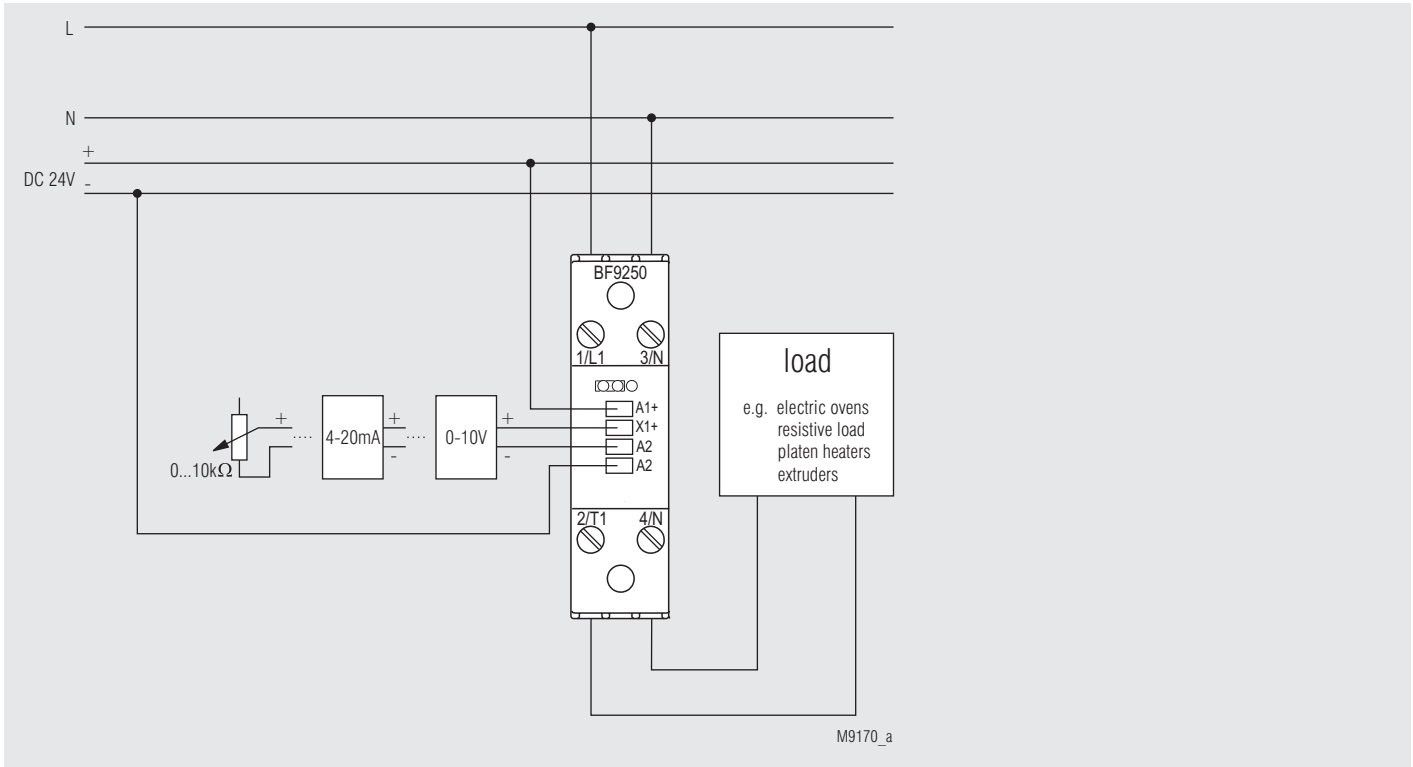 L
N
+
DC 24V
-
BF9250
1/L1 3/N
load
e.g. electric ovens
resistive load
platen heaters
extruders
A1+
X1+
A2
A2
+
0...10kΩ
....
4-20mA
+
-
....
0-10V
+
-
2/T1 4/N
M9170_a